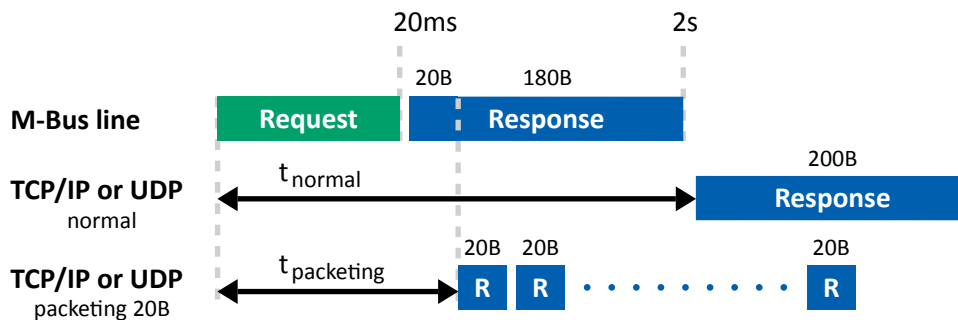 20ms
2s
20B
180B
M-Bus line
Request
Response
200B
TCP/IP or UDP
normal
t normal
Response
20B
20B
20B
TCP/IP or UDP
packeting 20B
t packeting
R
R
R